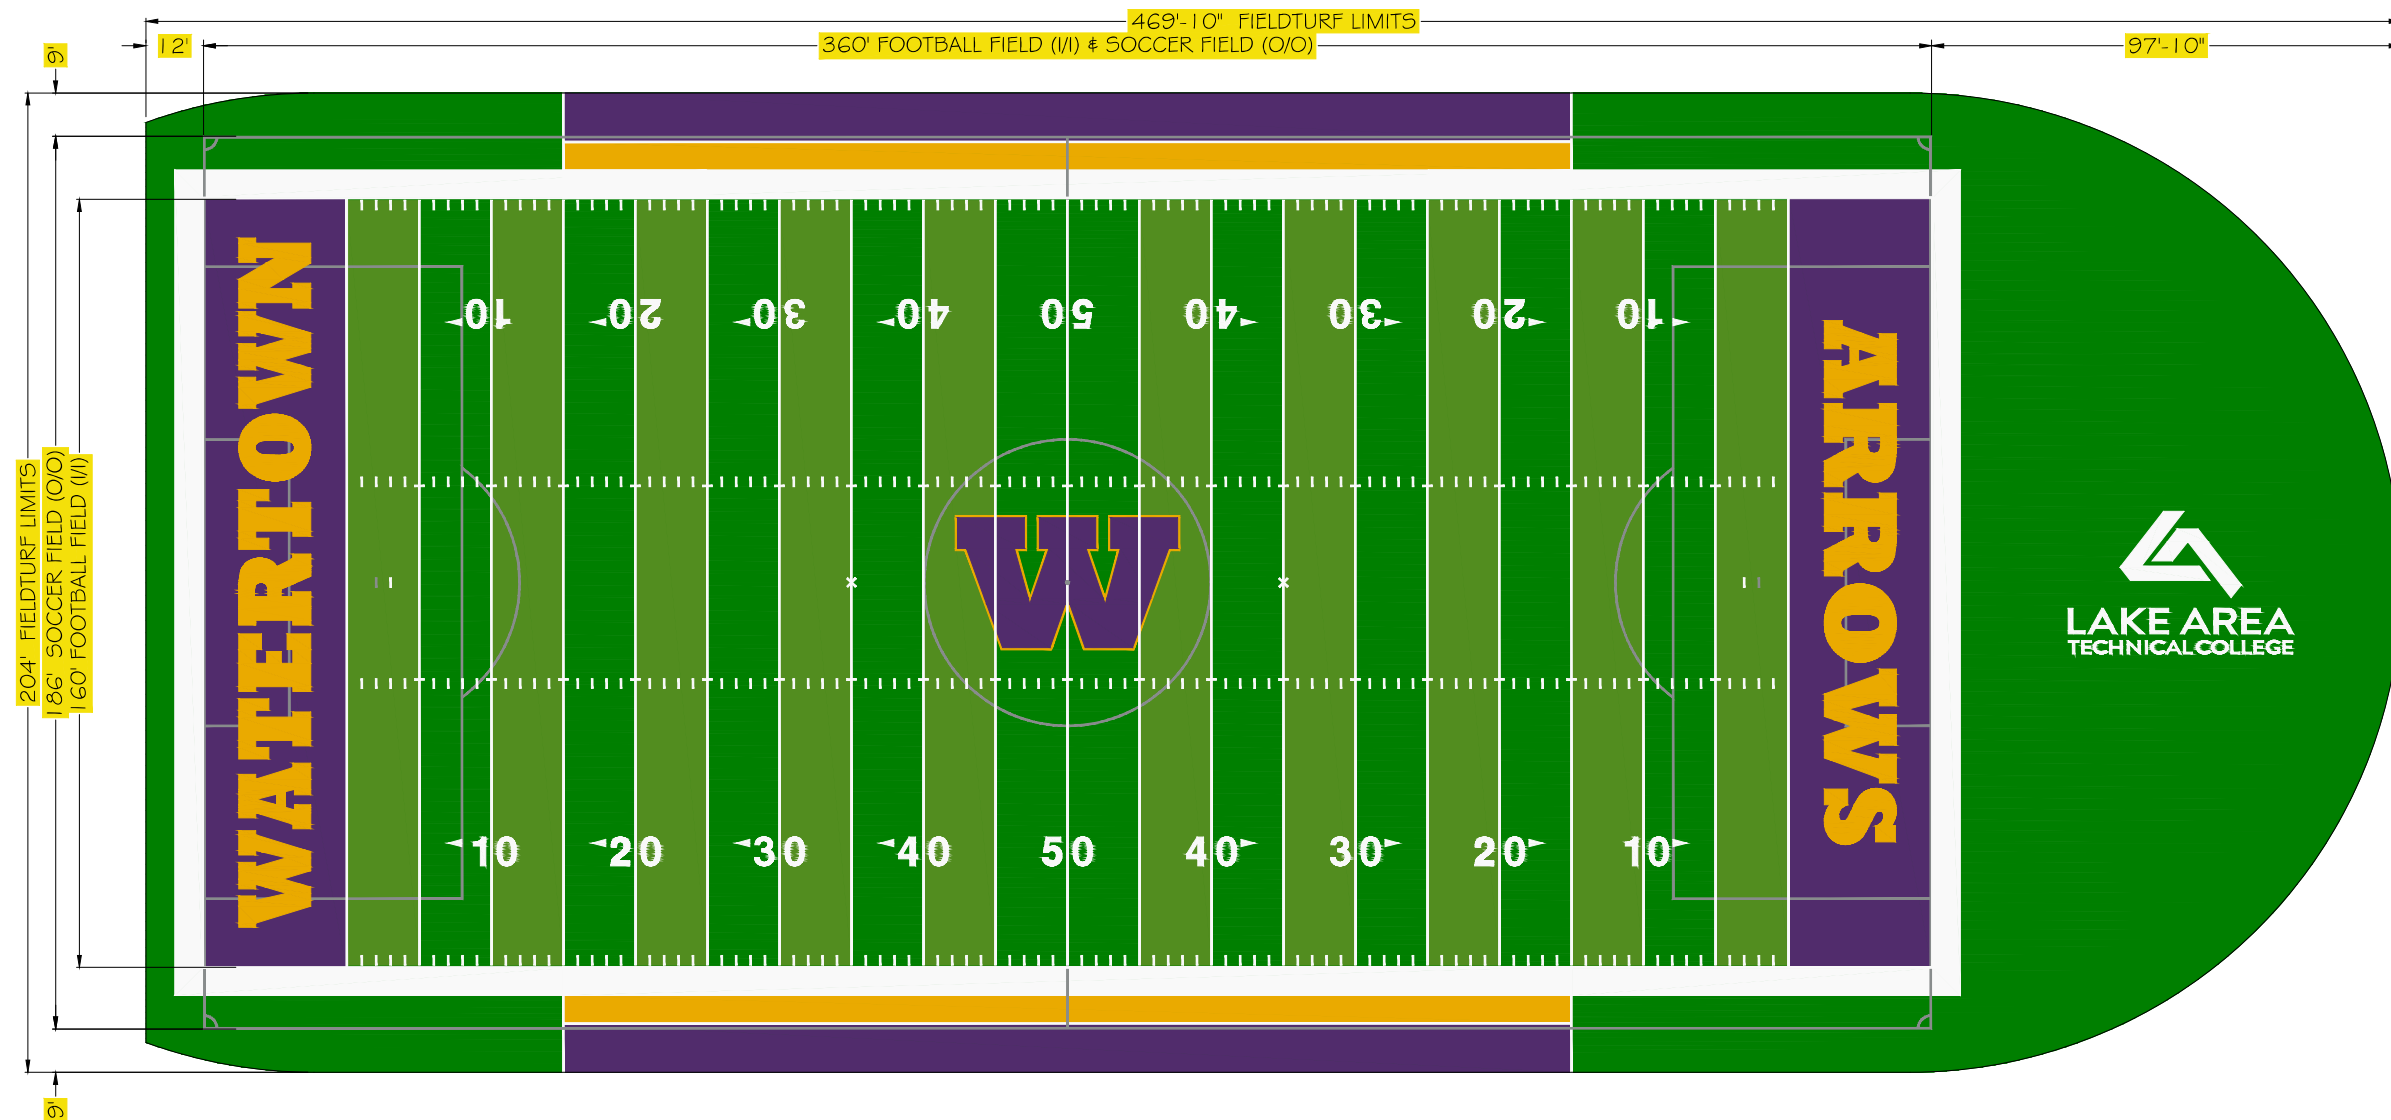 469'-10" FIELDTURF LIMITS
12'
360' FOOTBALL FIELD (I/I) & SOCCER FIELD (O/O)
97'-10"
9'
204' FIELDTURF LIMITS
186' SOCCER FIELD (O/O)
160' FOOTBALL FIELD (I/I)
10 20 30 40 50 40 30 20 10
WATERTOWN
W
ARROWS
LAKE AREA
TECHNICAL COLLEGE
10 20 30 40 50 40 30 20 10
9'